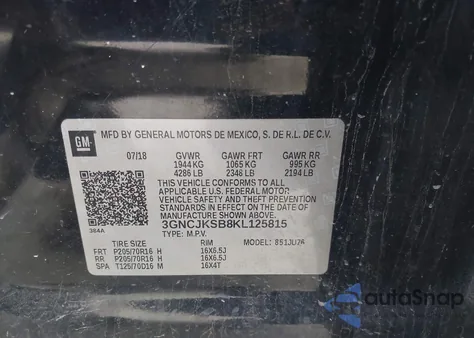 GM
MFD BY GENERAL MOTORS DE MEXICO, S. DE R.L. DE C.V.
07/18 GVWR GAWR FRT GAWR RR
1944 KG 1065 KG 995 KG
4286 LB 2348 LB 2194 LB
THIS VEHICLE CONFORMS TO ALL
APPLICABLE U.S. FEDERAL MOTOR
VEHICLE SAFETY AND THEFT
PREVENTION STANDARDS IN EFFECT ON
THE DATE OF MANUFACTURE SHOWN ABOVE.
384A
3GNCJKSB8KL125815
TYPE: M.P.V. MODEL:
TIRE SIZE RIM
FRT P205/70R16 H 16X6.5J
RR P205/70R16 H 16X6.5J
SPA T125/70D16 M 16X4T
autoSnap